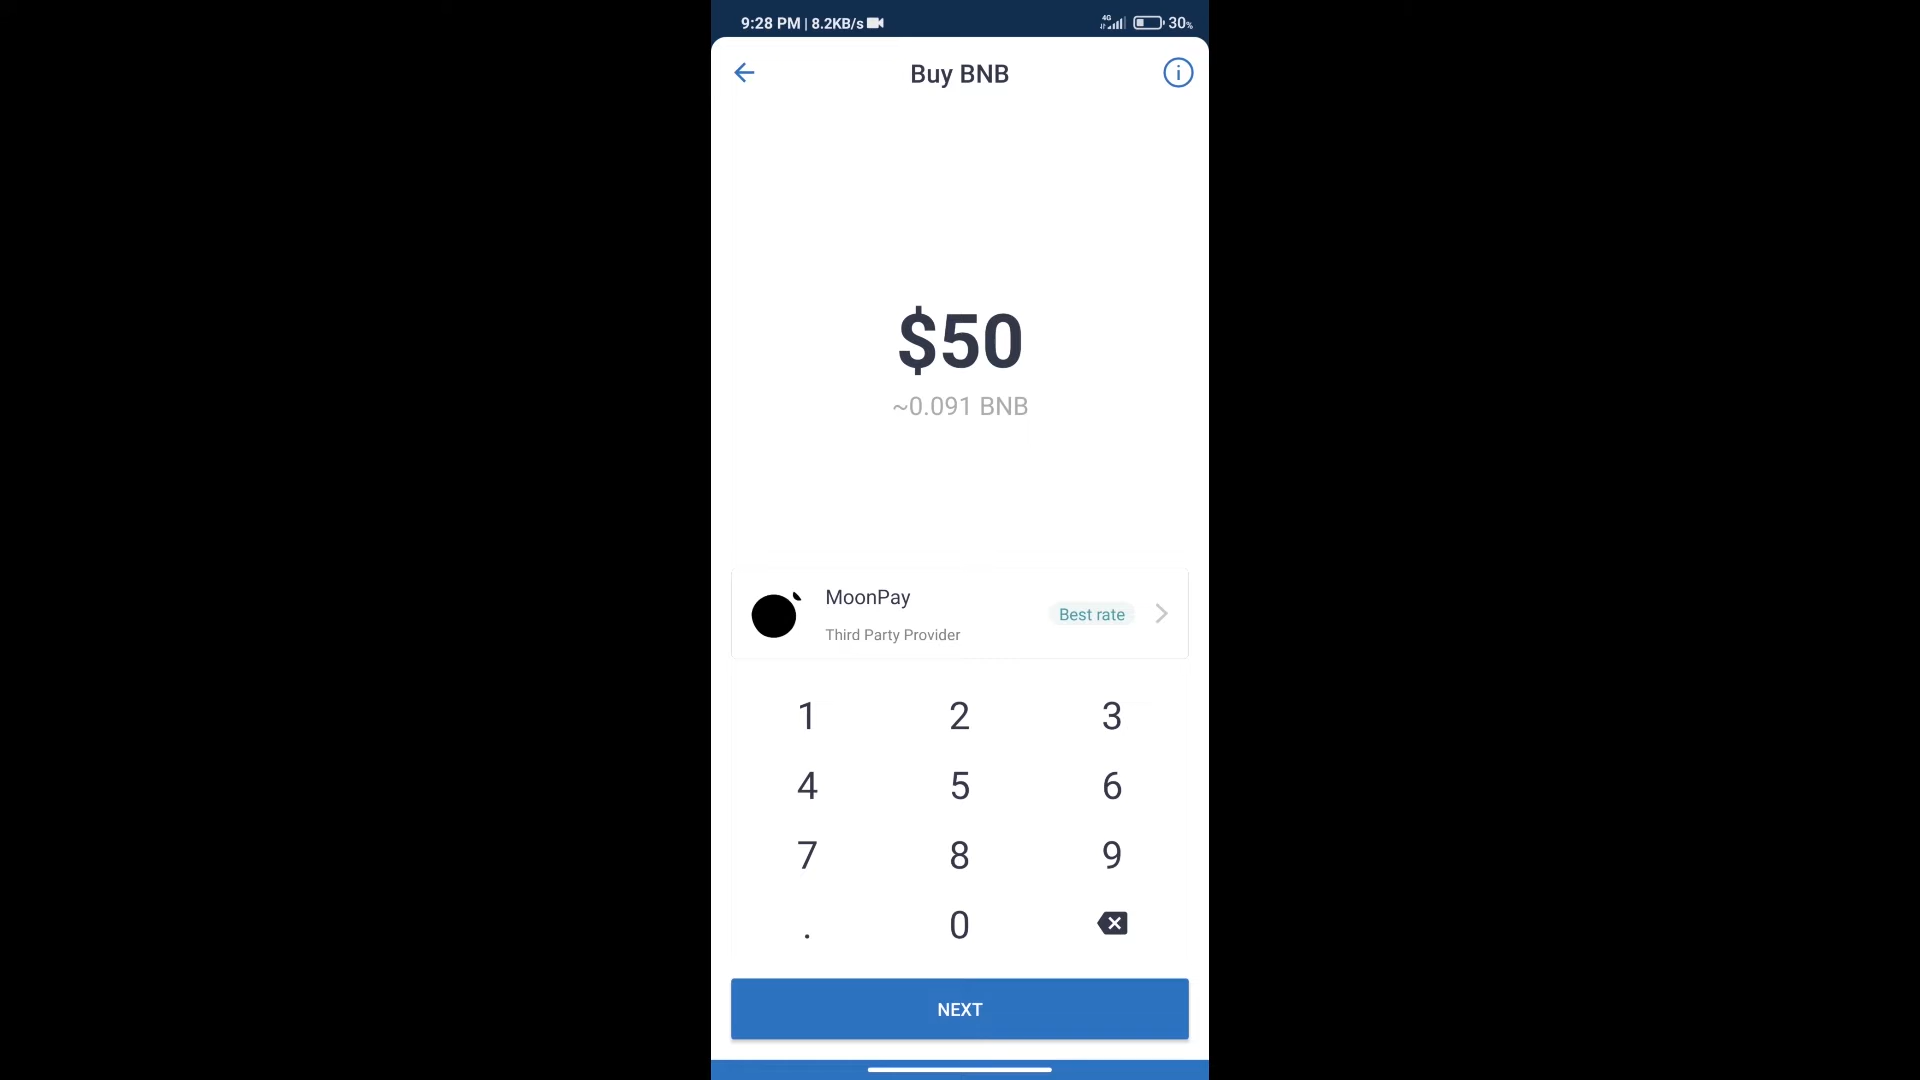 9:28 PM | 8.2KB/s 4G 30%
Buy BNB
$50
~0.091 BNB
MoonPay
Best rate
Third Party Provider
1 2 3
4 5 6
7 8 9
. 0
NEXT